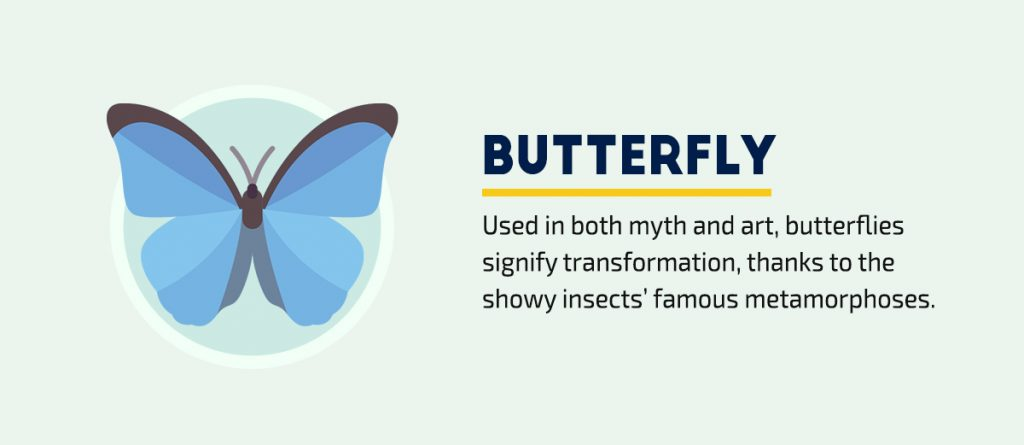 BUTTERFLY
Used in both myth and art, butterflies
signify transformation, thanks to the
showy insects’ famous metamorphoses.